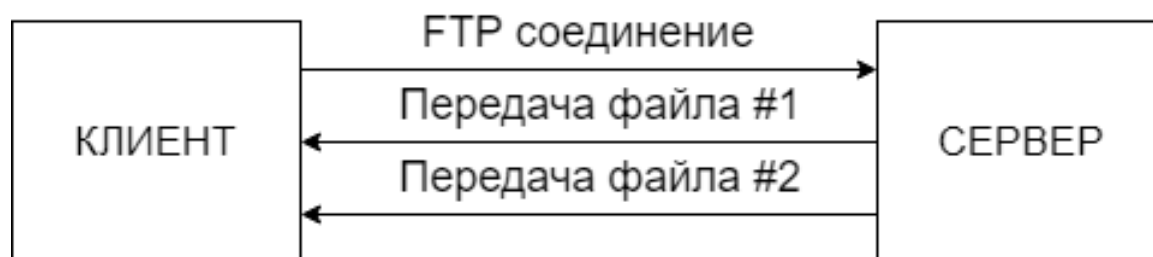 FTP соединение
Передача файла #1
КЛИЕНТ
СЕРВЕР
Передача файла #2